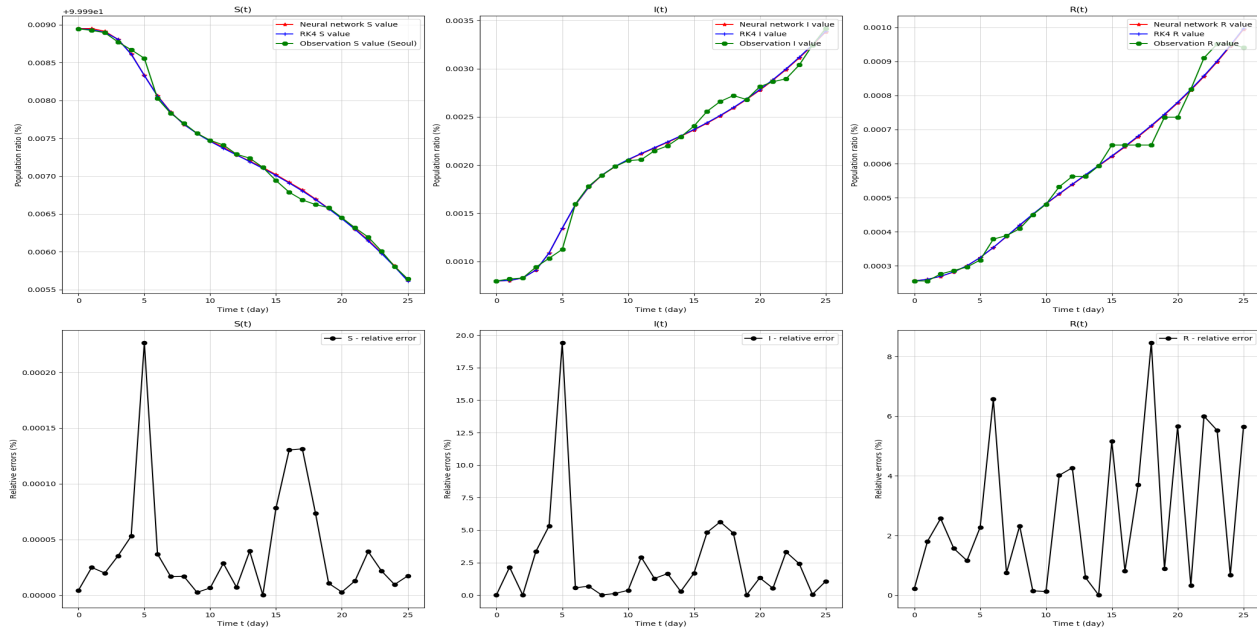 S(t)
+9.999e1
0.0090
0.0085
0.0080
0.0075
0.0070
0.0065
0.0060
0.0055
Population ratio (%)
0 5 10 15 20 25
Time t (day)
Neural network S value
RK4 S value
Observation S value (Seoul)
I(t)
0.0035
0.0030
0.0025
0.0020
0.0015
0.0010
Population ratio (%)
0 5 10 15 20 25
Time t (day)
Neural network I value
RK4 I value
Observation I value
R(t)
0.0010
0.0009
0.0008
0.0007
0.0006
0.0005
0.0004
0.0003
Population ratio (%)
0 5 10 15 20 25
Time t (day)
Neural network R value
RK4 R value
Observation R value
S(t)
0.00020
0.00015
0.00010
0.00005
0.00000
Relative errors (%)
0 5 10 15 20 25
Time t (day)
S - relative error
I(t)
20.0
17.5
15.0
12.5
10.0
7.5
5.0
2.5
0.0
Relative errors (%)
0 5 10 15 20 25
Time t (day)
I - relative error
R(t)
8
6
4
2
0
Relative errors (%)
0 5 10 15 20 25
Time t (day)
R - relative error